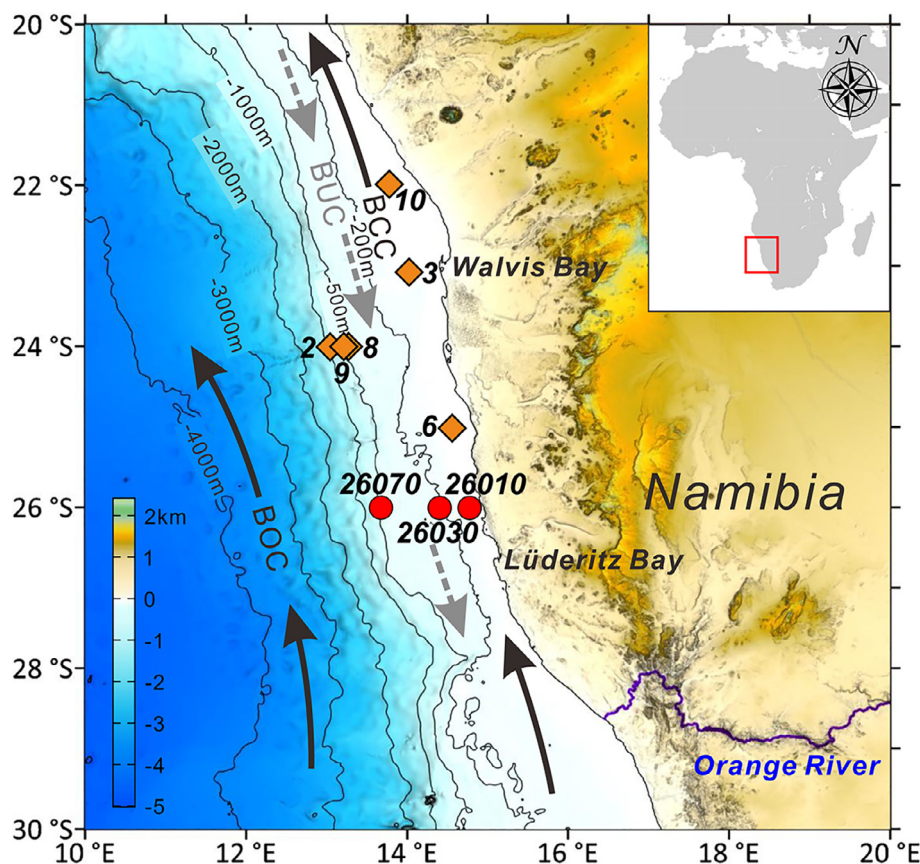 20 °S
22 °S
24 °S
26 °S
28 °S
30 °S
10 °E
12 °E
14 °E
16 °E
18 °E
20 °E
N
-1000m
-2000m
-3000m
-4000m
-200m
-500m
BUC
BCC
BOC
10
3
Walvis Bay
2
8
9
6
26070
26010
26030
Namibia
Lüderitz Bay
Orange River
2km
1
0
-1
-2
-3
-4
-5